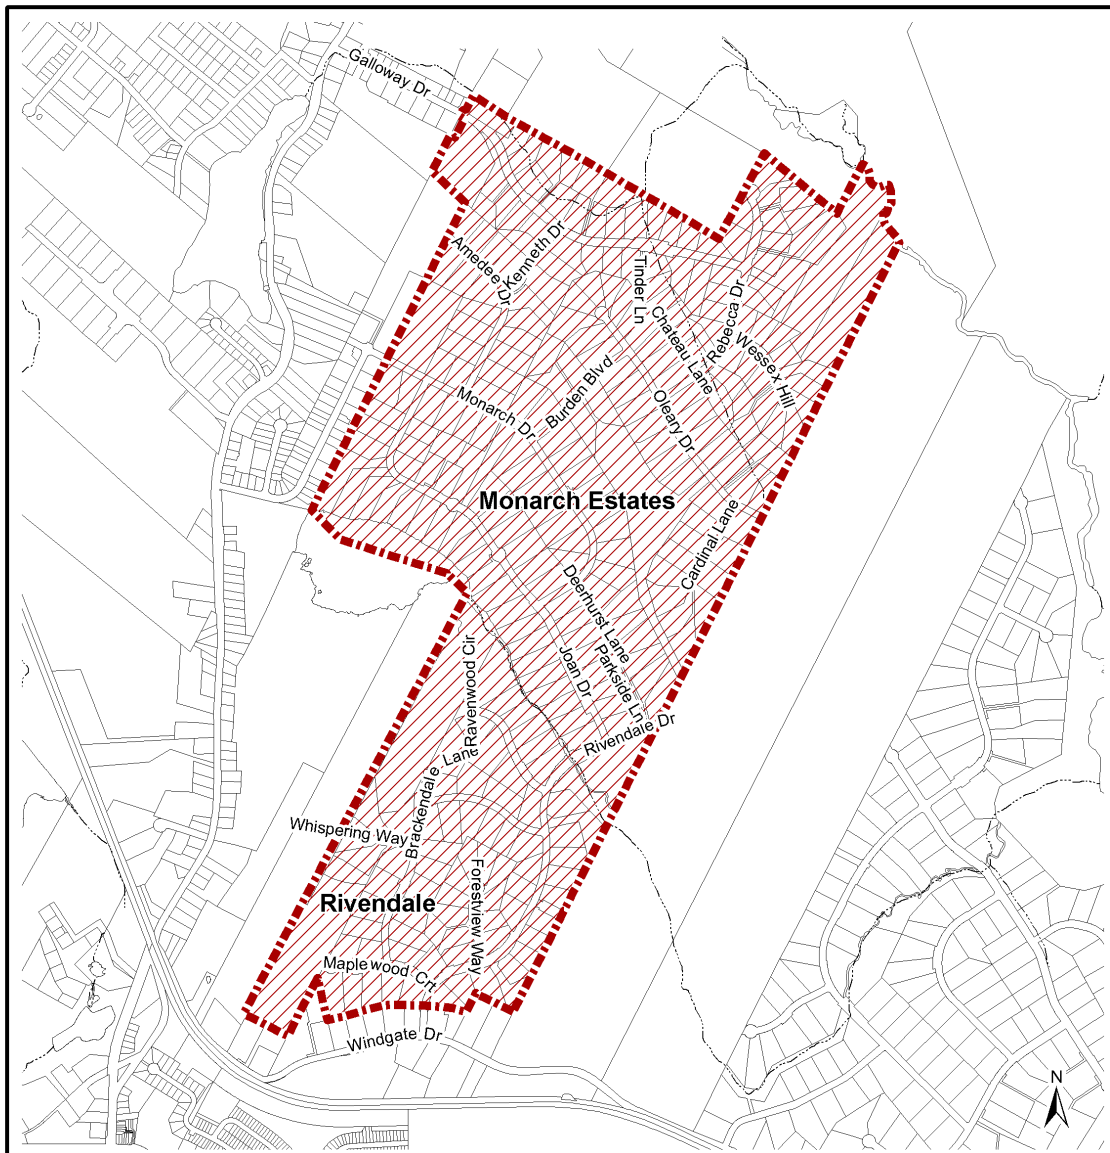 Galloway Dr
Amedee Dr
Kenneth Dr
Tinder Ln
Chateau Lane
Rebecca Dr
Wessex Hill
Monarch Dr
Burden Blvd
Oleary Dr
Monarch Estates
Cardinal Lane
Deerhurst Lane
Parkside Ln
Joan Dr
Ravenwood Cir
Rivendale Dr
Brackendale Lane
Whispering Way
Forestview Way
Rivendale
Maplewood Crt
Windgate Dr
N